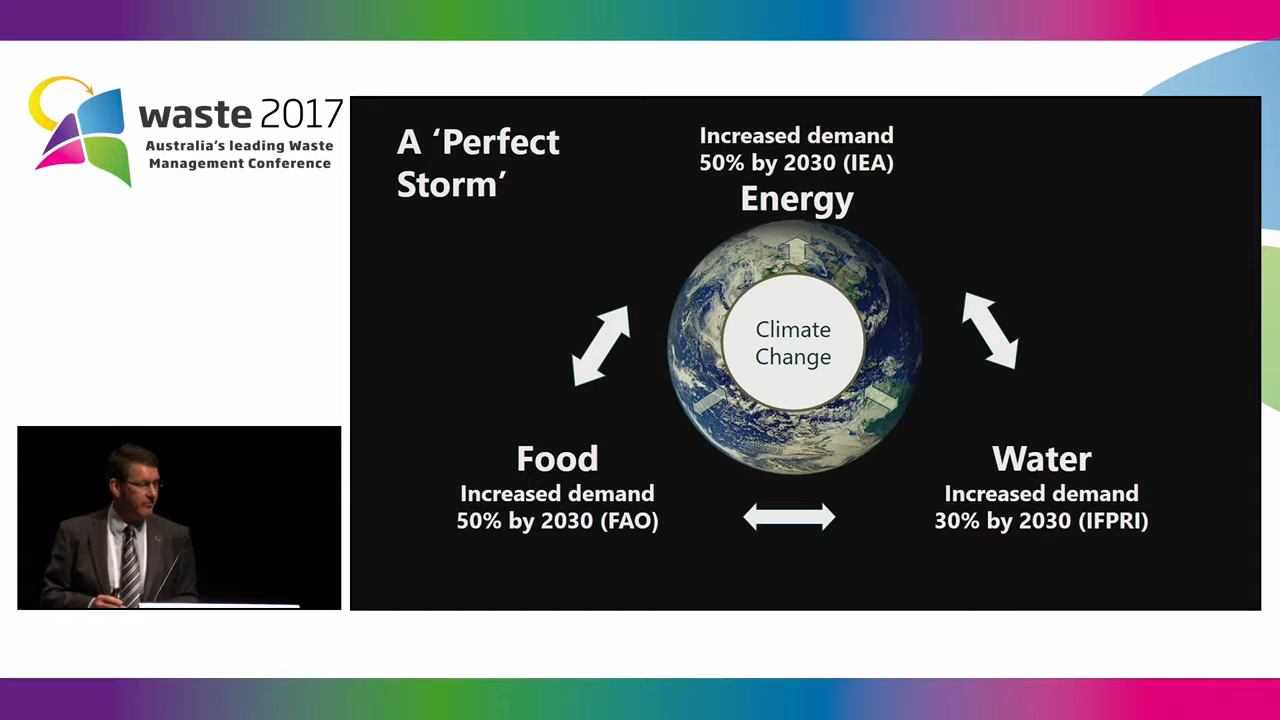 waste 2017
Australia's leading Waste
Management Conference
A ‘Perfect
Storm’
Increased demand
50% by 2030 (IEA)
Energy
Climate
Change
Food
Increased demand
50% by 2030 (FAO)
Water
Increased demand
30% by 2030 (IFPRI)